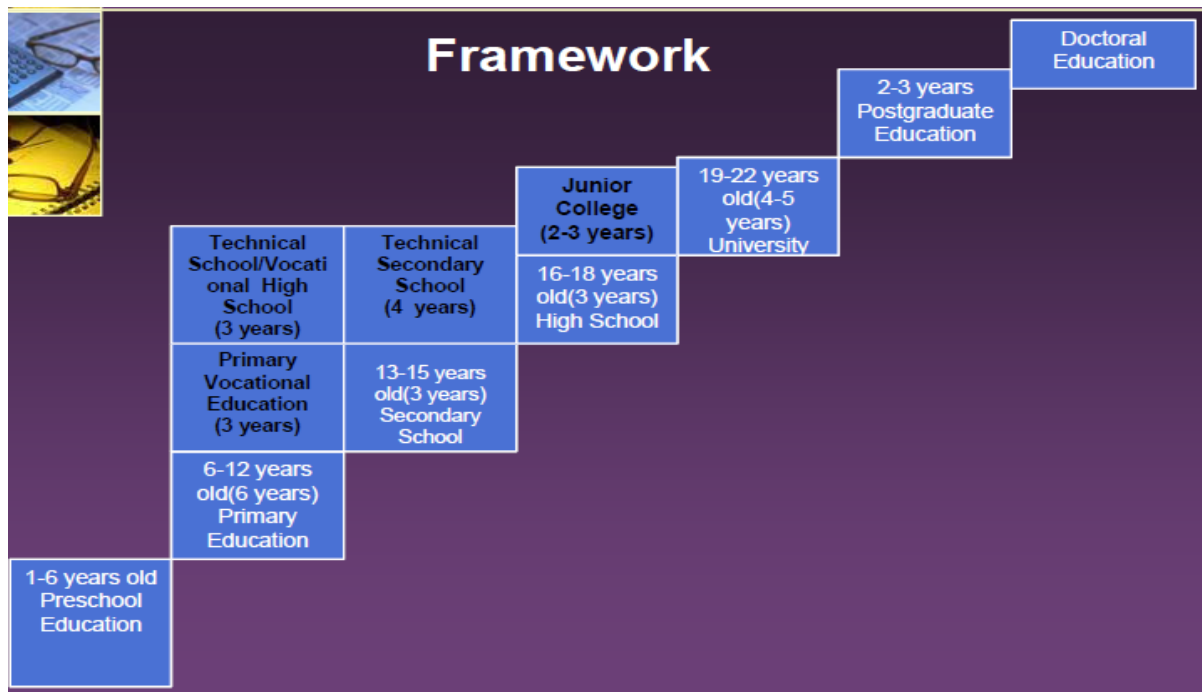 Framework
Doctoral
Education
2-3 years
Postgraduate
Education
19-22 years
old(4-5
years)
University
Junior
College
(2-3 years)
16-18 years
old(3 years)
High School
Technical
School/Vocati
onal High
School
(3 years)
Technical
Secondary
School
(4 years)
Primary
Vocational
Education
(3 years)
13-15 years
old(3 years)
Secondary
School
6-12 years
old(6 years)
Primary
Education
1-6 years old
Preschool
Education